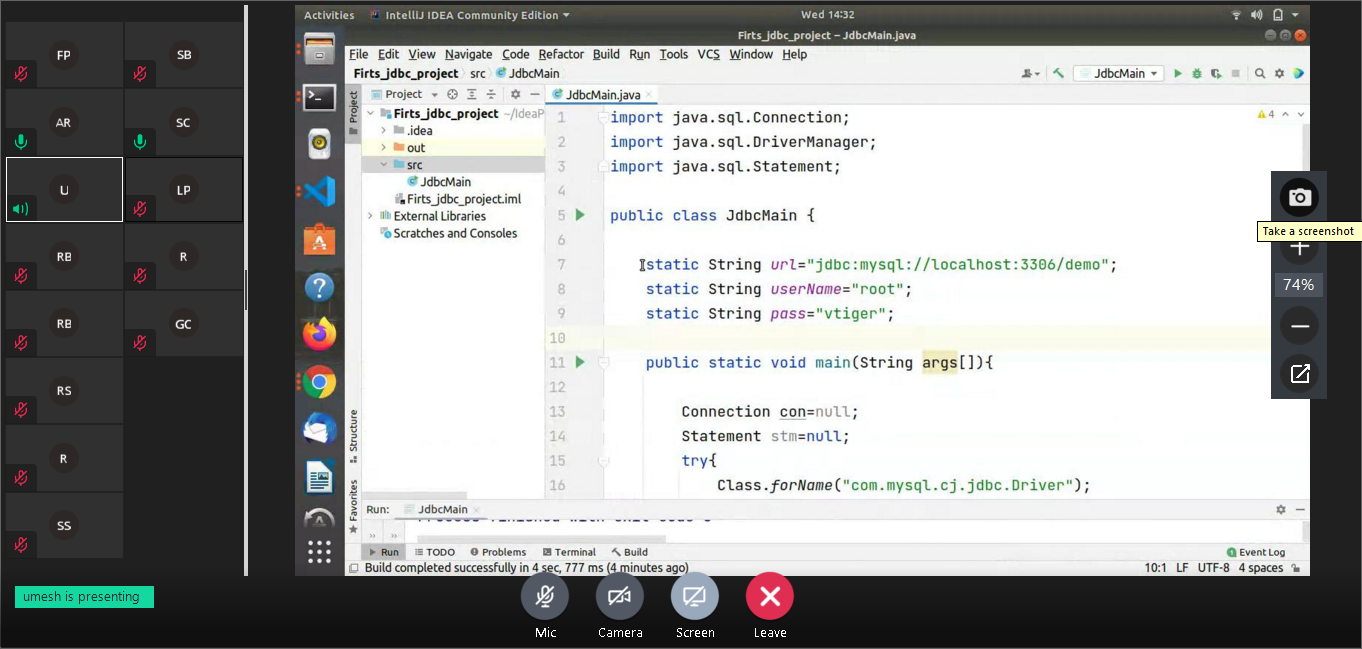 FP
SB
AR
SC
U
LP
RB
R
RB
GC
RS
R
SS
umesh is presenting
Activities IntelliJ IDEA Community Edition Wed 14:32
Firts_jdbc_project – JdbcMain.java
File Edit View Navigate Code Refactor Build Run Tools VCS Window Help
Firts_jdbc_project src JdbcMain JdbcMain
Project
Project
JdbcMain.java
Firts_jdbc_project ~/IdeaP
.idea
out
src
JdbcMain
Firts_jdbc_project.iml
External Libraries
Scratches and Consoles
4
1 import java.sql.Connection;
2 import java.sql.DriverManager;
3 import java.sql.Statement;
4
5 public class JdbcMain {
6
7 static String url="jdbc:mysql://localhost:3306/demo";
8 static String userName="root";
9 static String pass="vtiger";
10
11 public static void main(String args[]){
12
13 Connection con=null;
14 Statement stm=null;
15 try{
16 Class.forName("com.mysql.cj.jdbc.Driver");
Structure
Favorites
Run: JdbcMain
Process finished with exit code 0
Run TODO Problems Terminal Build 1 Event Log
Build completed successfully in 4 sec, 777 ms (4 minutes ago) 10:1 LF UTF-8 4 spaces
Take a screenshot
74%
Mic Camera Screen Leave